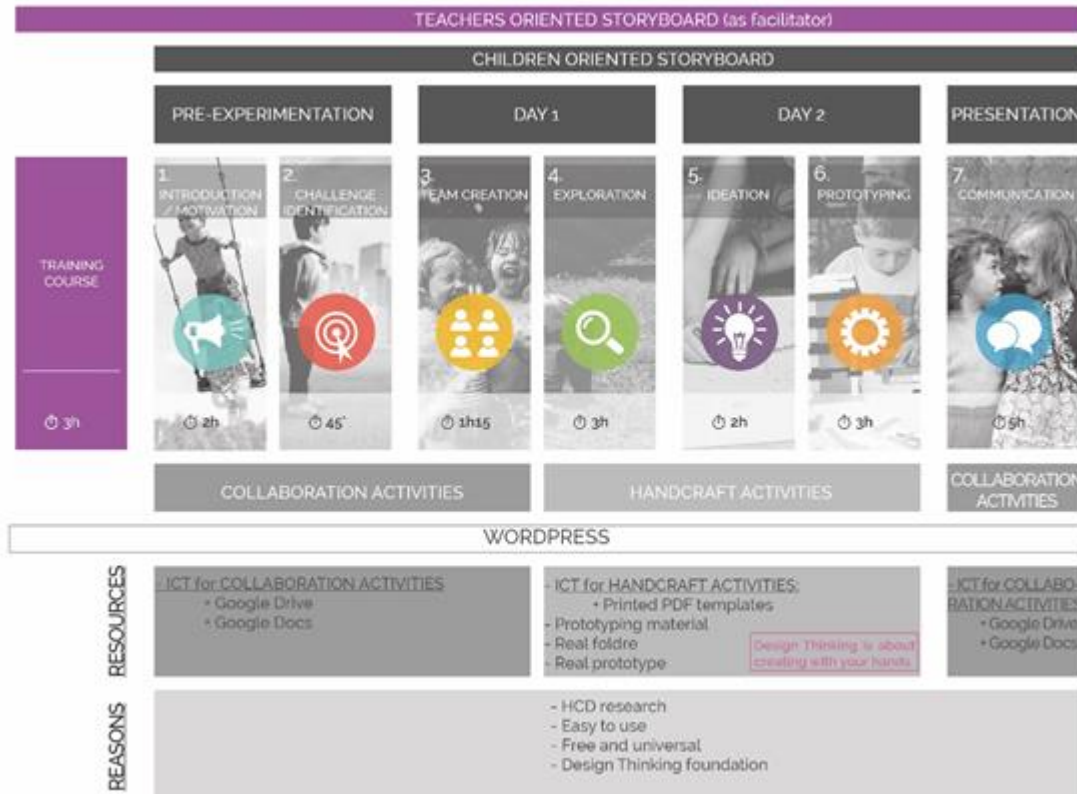 TEACHERS ORIENTED STORYBOARD (as facilitator)
CHILDREN ORIENTED STORYBOARD
PRE-EXPERIMENTATION
DAY 1
DAY 2
PRESENTATION
TRAINING
COURSE
3h
1.
INTRODUCTION
/ MOTIVATION
2h
2.
CHALLENGE
IDENTIFICATION
45'
3.
TEAM CREATION
1h15
4.
EXPLORATION
3h
5.
IDEATION
2h
6.
PROTOTYPING
3h
7.
COMMUNICATION
5h
COLLABORATION ACTIVITIES
HANDCRAFT ACTIVITIES
COLLABORATION
ACTIVITIES
WORDPRESS
RESOURCES
- ICT for COLLABORATION ACTIVITIES
• Google Drive
• Google Docs
- ICT for HANDCRAFT ACTIVITIES:
• Printed PDF templates
- Prototyping material
- Real foldre
- Real prototype
Design Thinking is about
creating with your hands
- ICT for COLLABO-
RATION ACTIVITIES
• Google Drive
• Google Docs
REASONS
- HCD research
- Easy to use
- Free and universal
- Design Thinking foundation